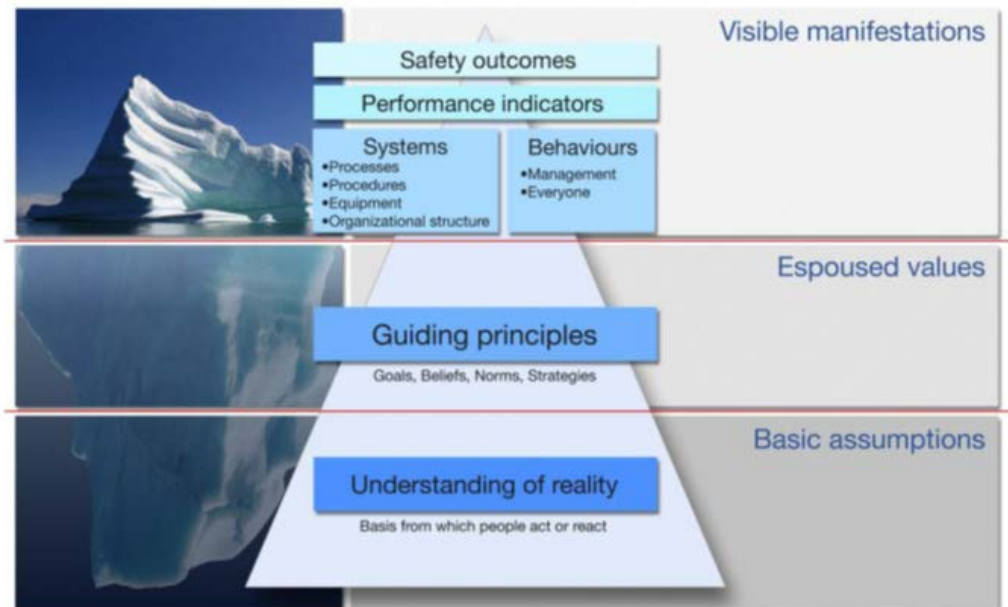 Visible manifestations
Safety outcomes
Performance indicators
Systems
•Processes
•Procedures
•Equipment
•Organizational structure
Behaviours
•Management
•Everyone
Espoused values
Guiding principles
Goals, Beliefs, Norms, Strategies
Basic assumptions
Understanding of reality
Basis from which people act or react